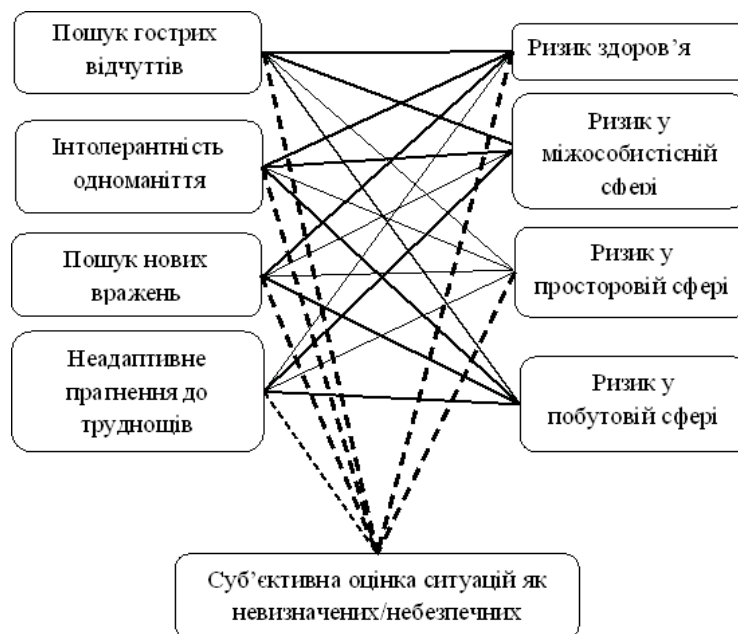 Пошук гострих
відчуттів
Ризик здоров’я
Інтолерантність
одноманіття
Ризик у
міжособистісній
сфері
Пошук нових
вражень
Ризик у
просторовій сфері
Неадаптивне
прагнення до
труднощів
Ризик у
побутовій сфері
Суб’єктивна оцінка ситуацій як
невизначених/небезпечних